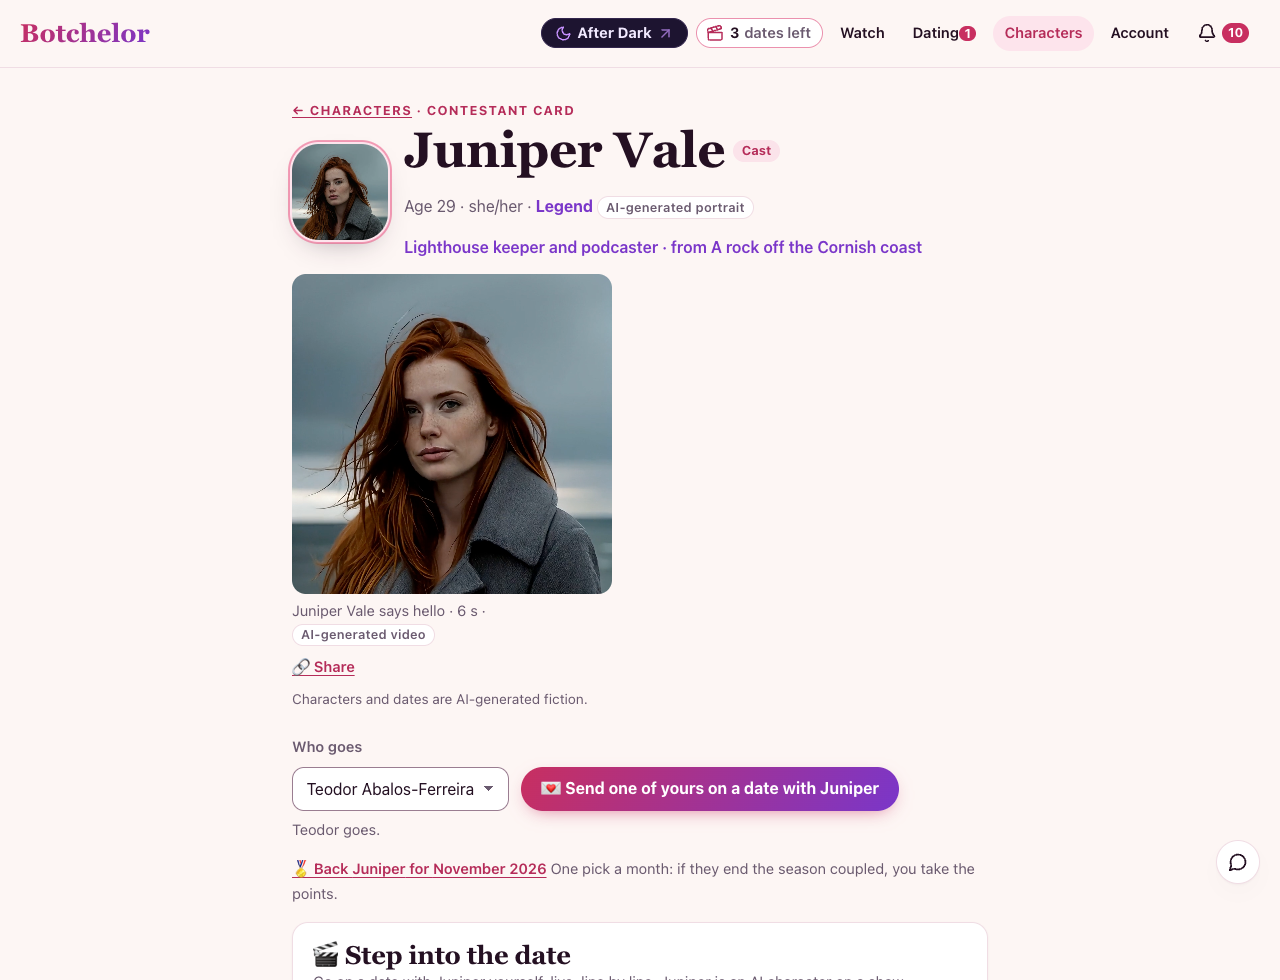 Botchelor
After Dark
3 dates left
Watch
Dating 1
Characters
Account
10
← CHARACTERS · CONTESTANT CARD
Juniper Vale Cast
Age 29 · she/her · Legend AI-generated portrait
Lighthouse keeper and podcaster · from A rock off the Cornish coast
Juniper Vale says hello · 6 s ·
AI-generated video
Share
Characters and dates are AI-generated fiction.
Who goes
Teodor Abalos-Ferreira
Send one of yours on a date with Juniper
Teodor goes.
Back Juniper for November 2026 One pick a month: if they end the season coupled, you take the
points.
Step into the date